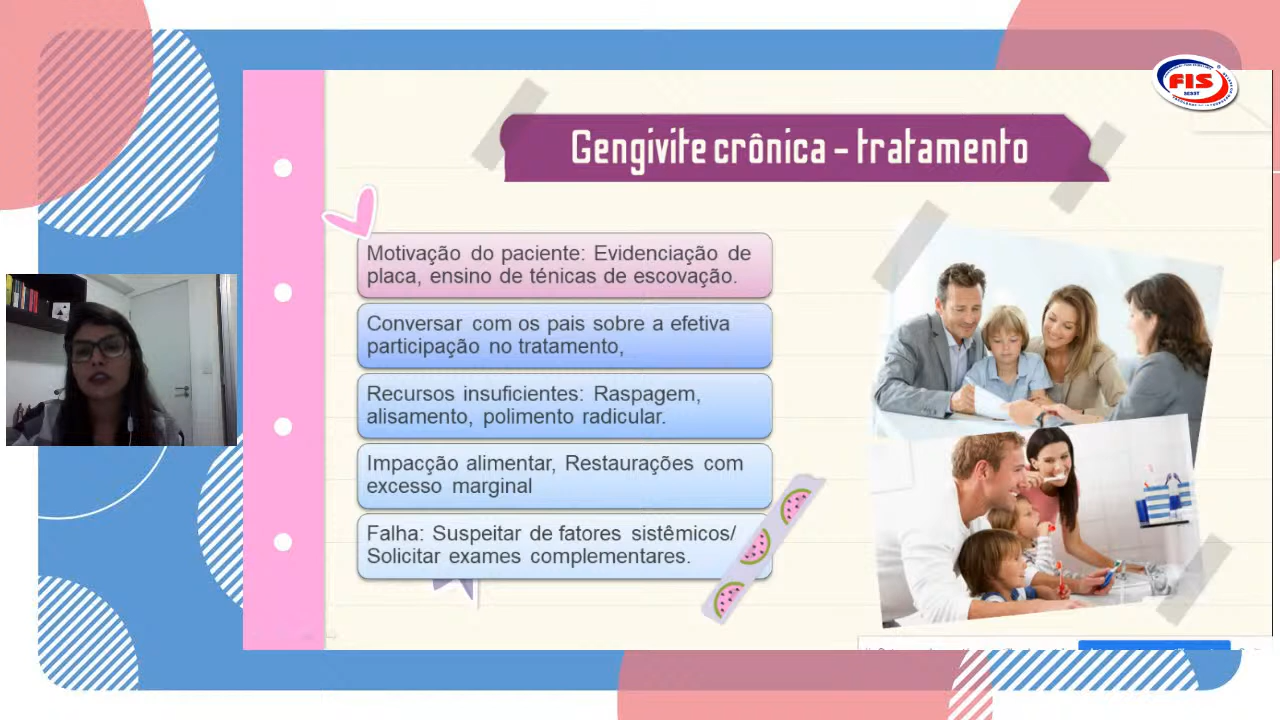 FIS
Gengivite crônica - tratamento
Motivação do paciente: Evidenciação de
placa, ensino de ténicas de escovação.
Conversar com os pais sobre a efetiva
participação no tratamento,
Recursos insuficientes: Raspagem,
alisamento, polimento radicular.
Impacção alimentar, Restaurações com
excesso marginal
Falha: Suspeitar de fatores sistêmicos/
Solicitar exames complementares.